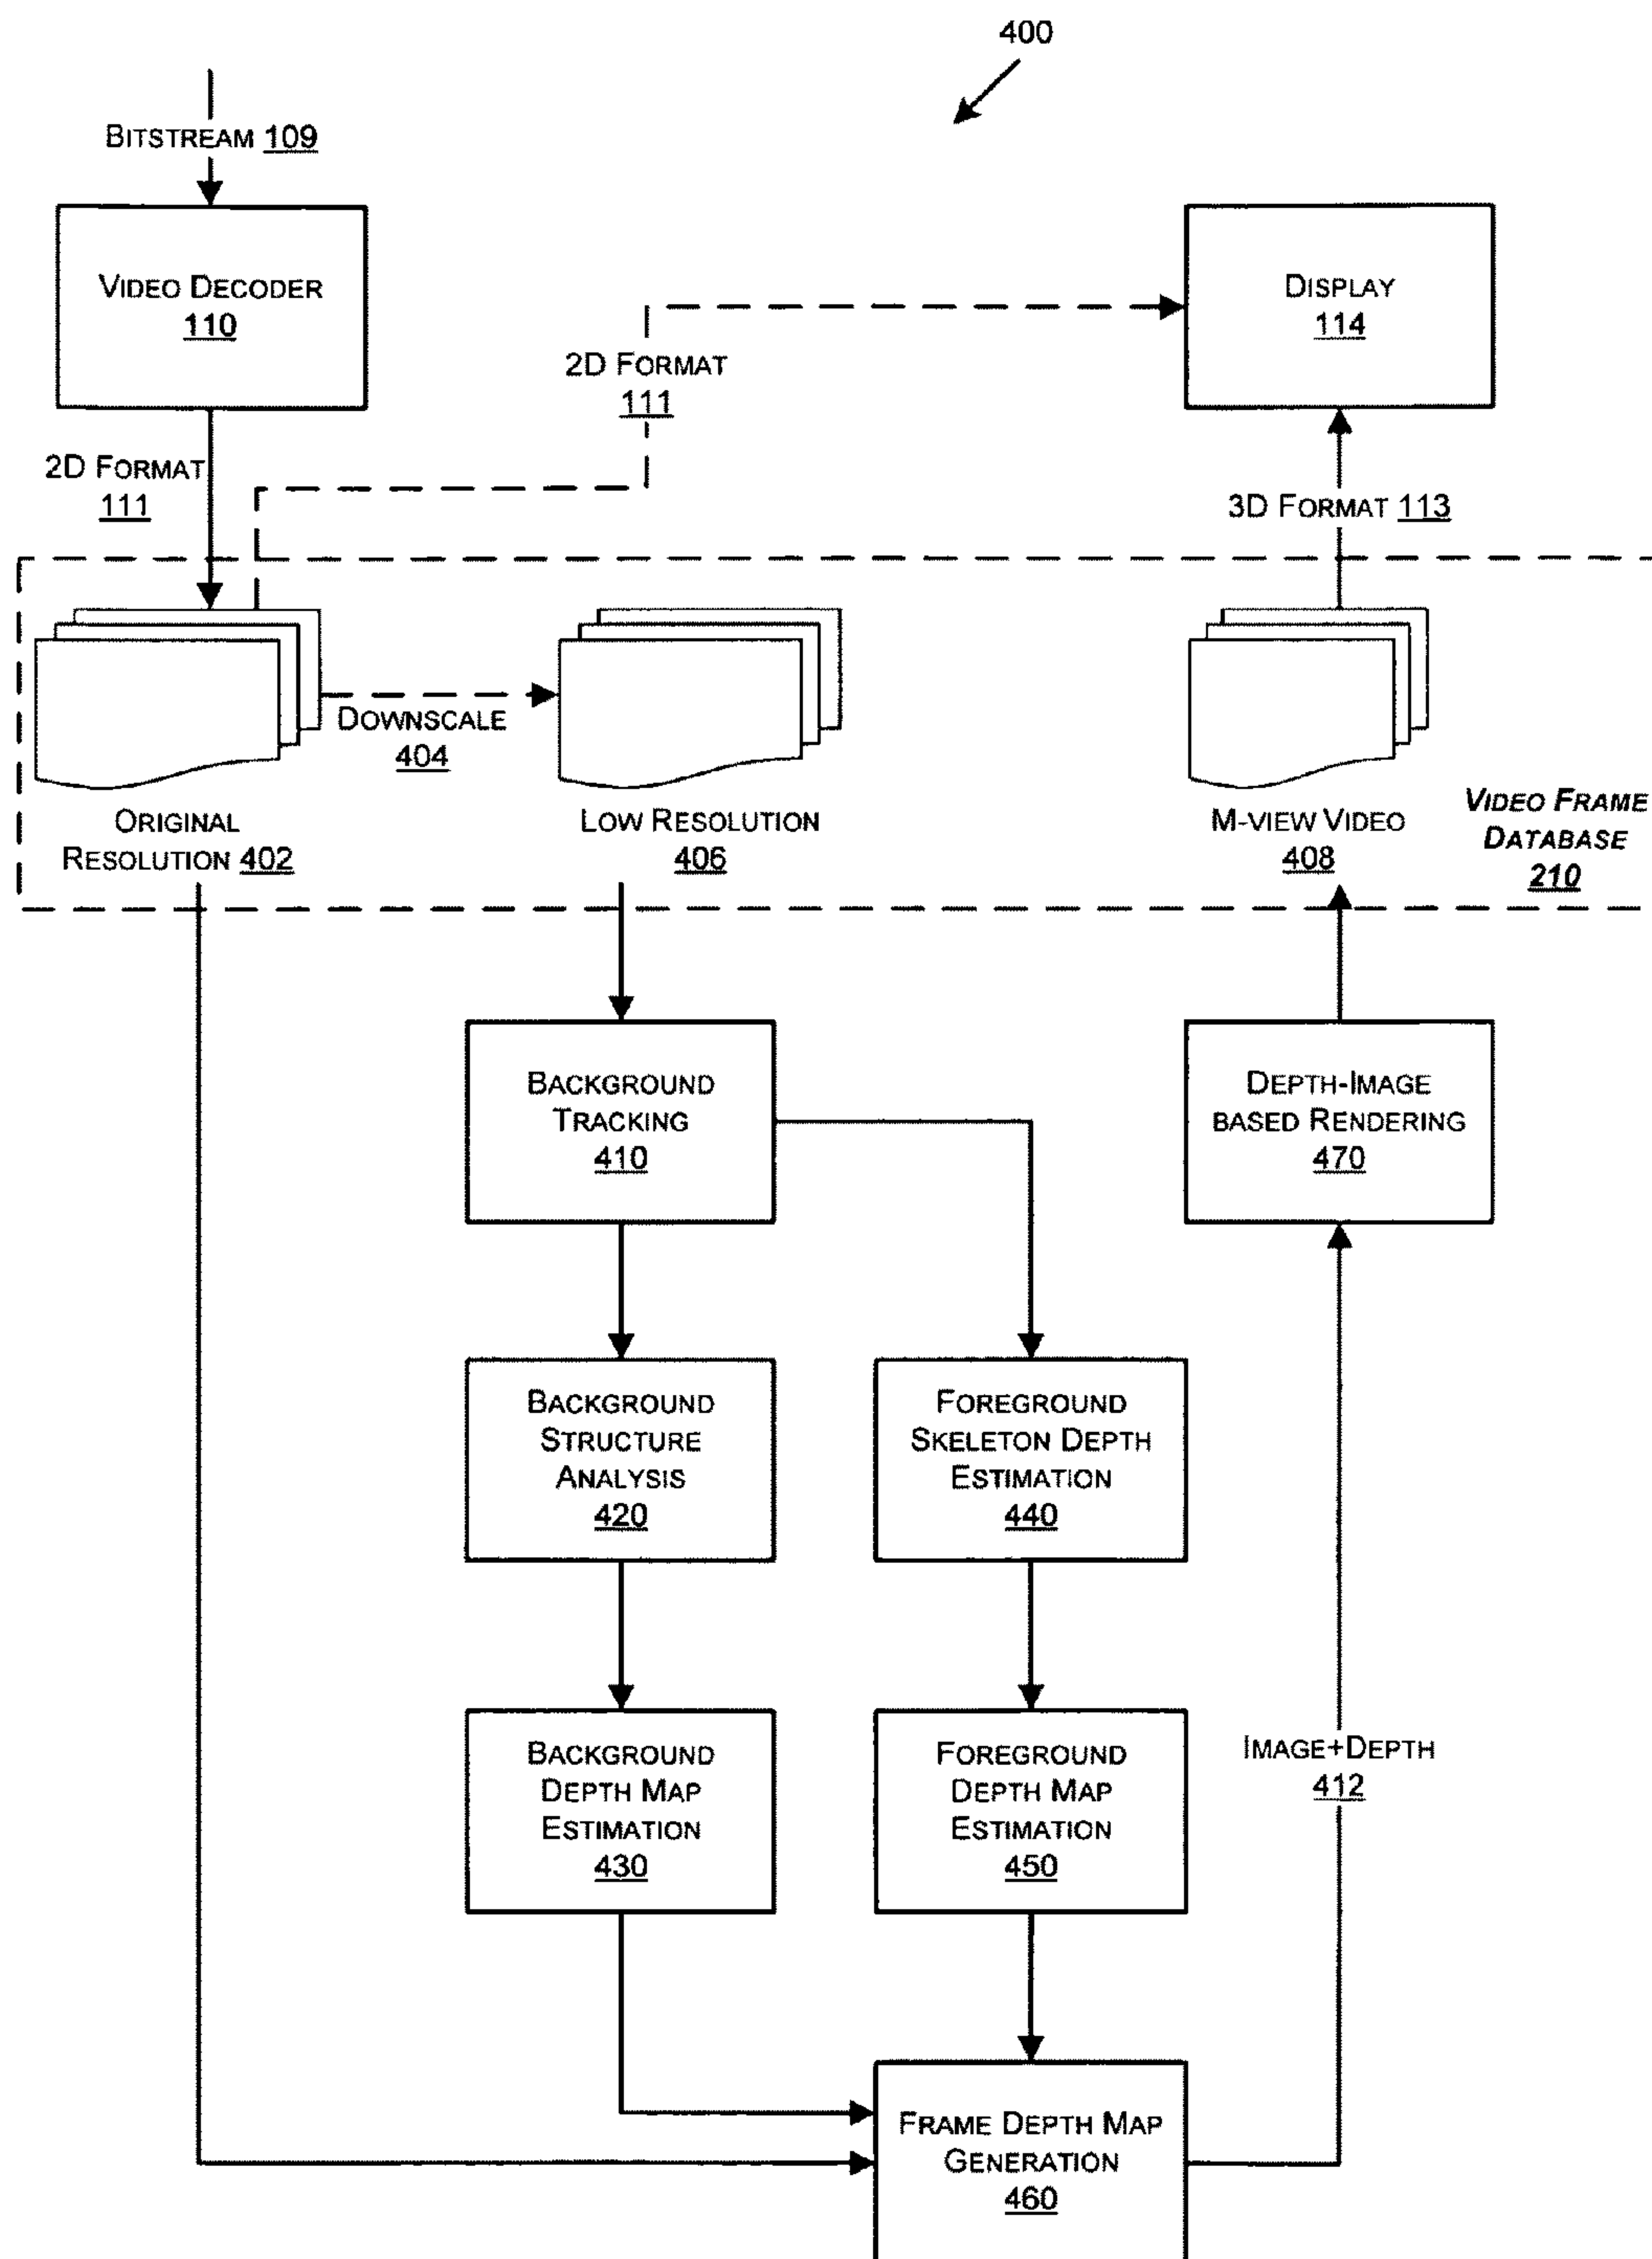 400
BITSTREAM 109
VIDEO DECODER
110
DISPLAY
114
2D FORMAT
111
2D FORMAT
111
3D FORMAT 113
DOWNSCALE
404
ORIGINAL
RESOLUTION 402
LOW RESOLUTION
406
M-VIEW VIDEO
408
VIDEO FRAME
DATABASE
210
BACKGROUND
TRACKING
410
DEPTH-IMAGE
BASED RENDERING
470
BACKGROUND
STRUCTURE
ANALYSIS
420
FOREGROUND
SKELETON DEPTH
ESTIMATION
440
BACKGROUND
DEPTH MAP
ESTIMATION
430
FOREGROUND
DEPTH MAP
ESTIMATION
450
IMAGE+DEPTH
412
FRAME DEPTH MAP
GENERATION
460